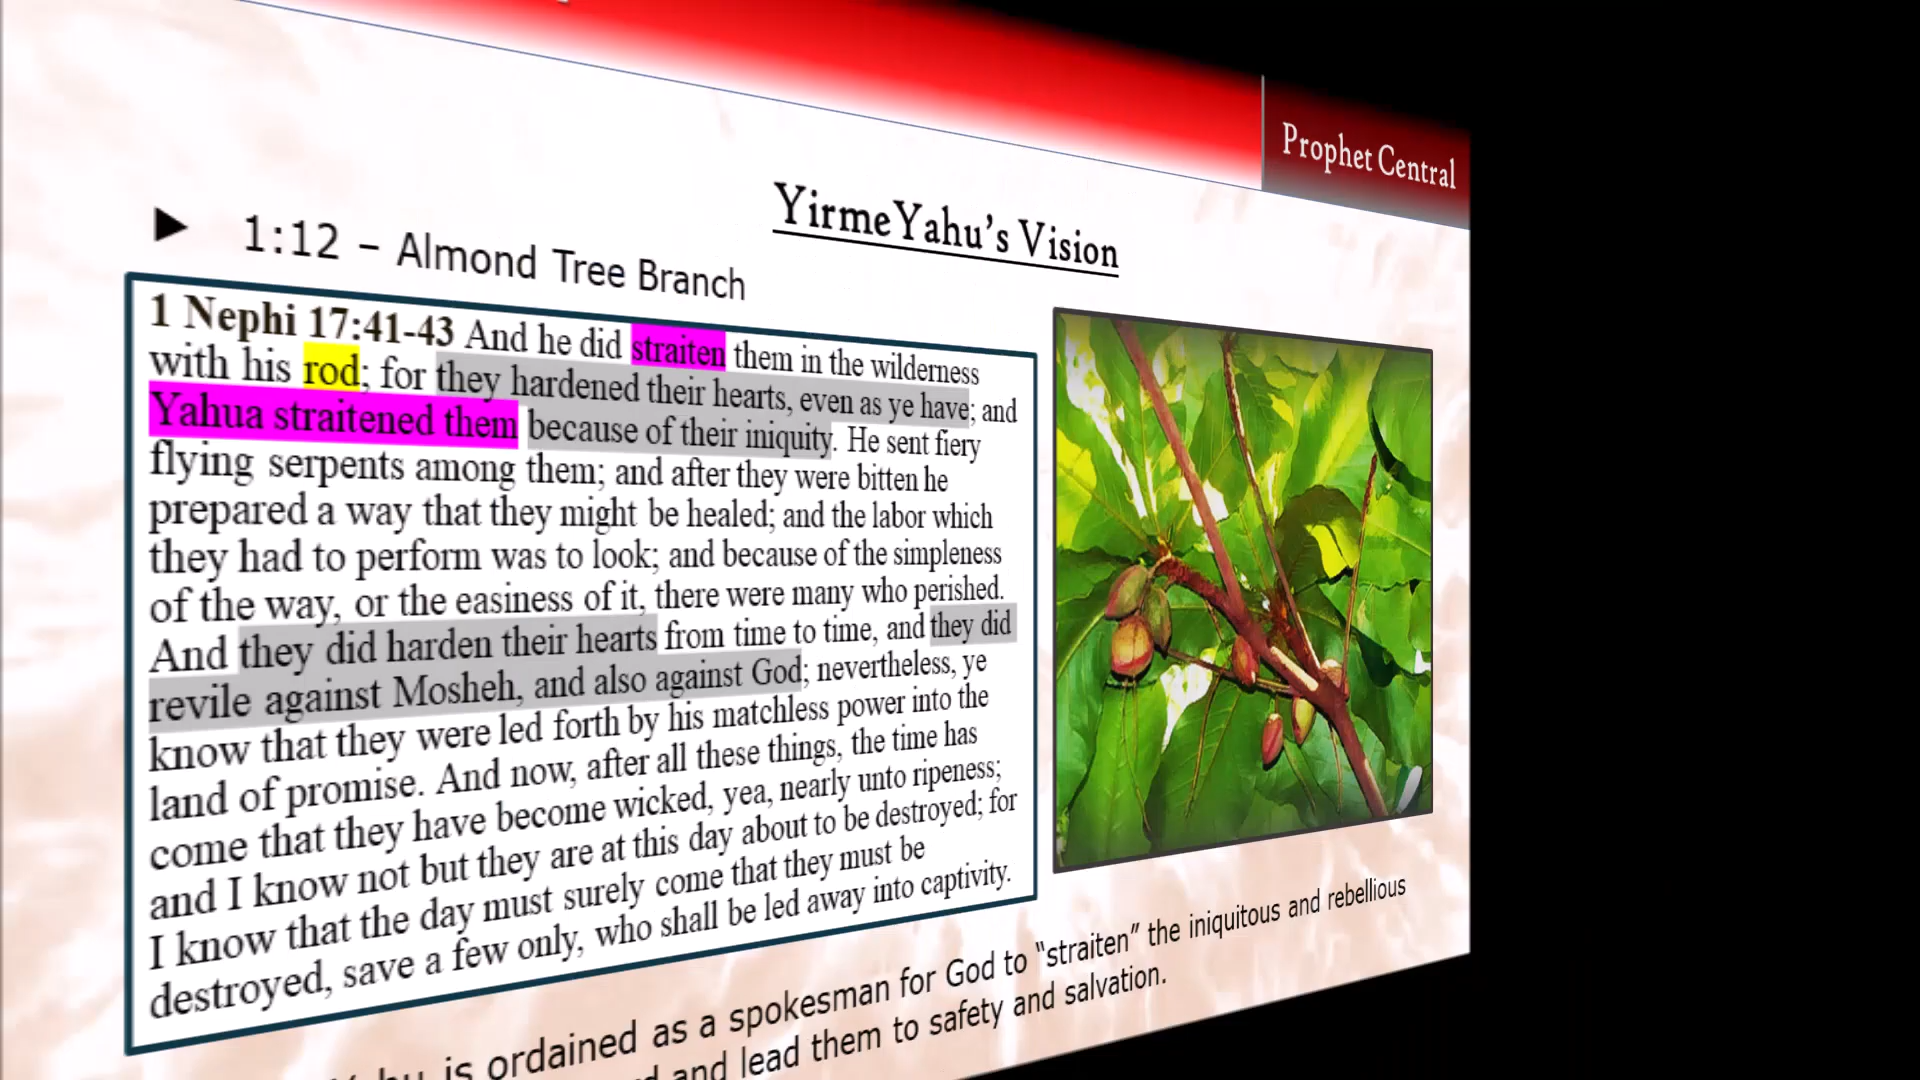 Prophet Central
YirmeYahu's Vision
1:12 – Almond Tree Branch
1 Nephi 17:41-43 And he did straiten them in the wilderness
with his rod; for they hardened their hearts, even as ye have; and
Yahua straitened them because of their iniquity. He sent fiery
flying serpents among them; and after they were bitten he
prepared a way that they might be healed; and the labor which
they had to perform was to look; and because of the simpleness
of the way, or the easiness of it, there were many who perished.
And they did harden their hearts from time to time, and they did
revile against Mosheh, and also against God; nevertheless, ye
know that they were led forth by his matchless power into the
land of promise. And now, after all these things, the time has
come that they have become wicked, yea, nearly unto ripeness;
and I know not but they are at this day about to be destroyed; for
I know that the day must surely come that they must be
destroyed, save a few only, who shall be led away into captivity.
is ordained as a spokesman for God to “straiten” the iniquitous and rebellious
and lead them to safety and salvation.